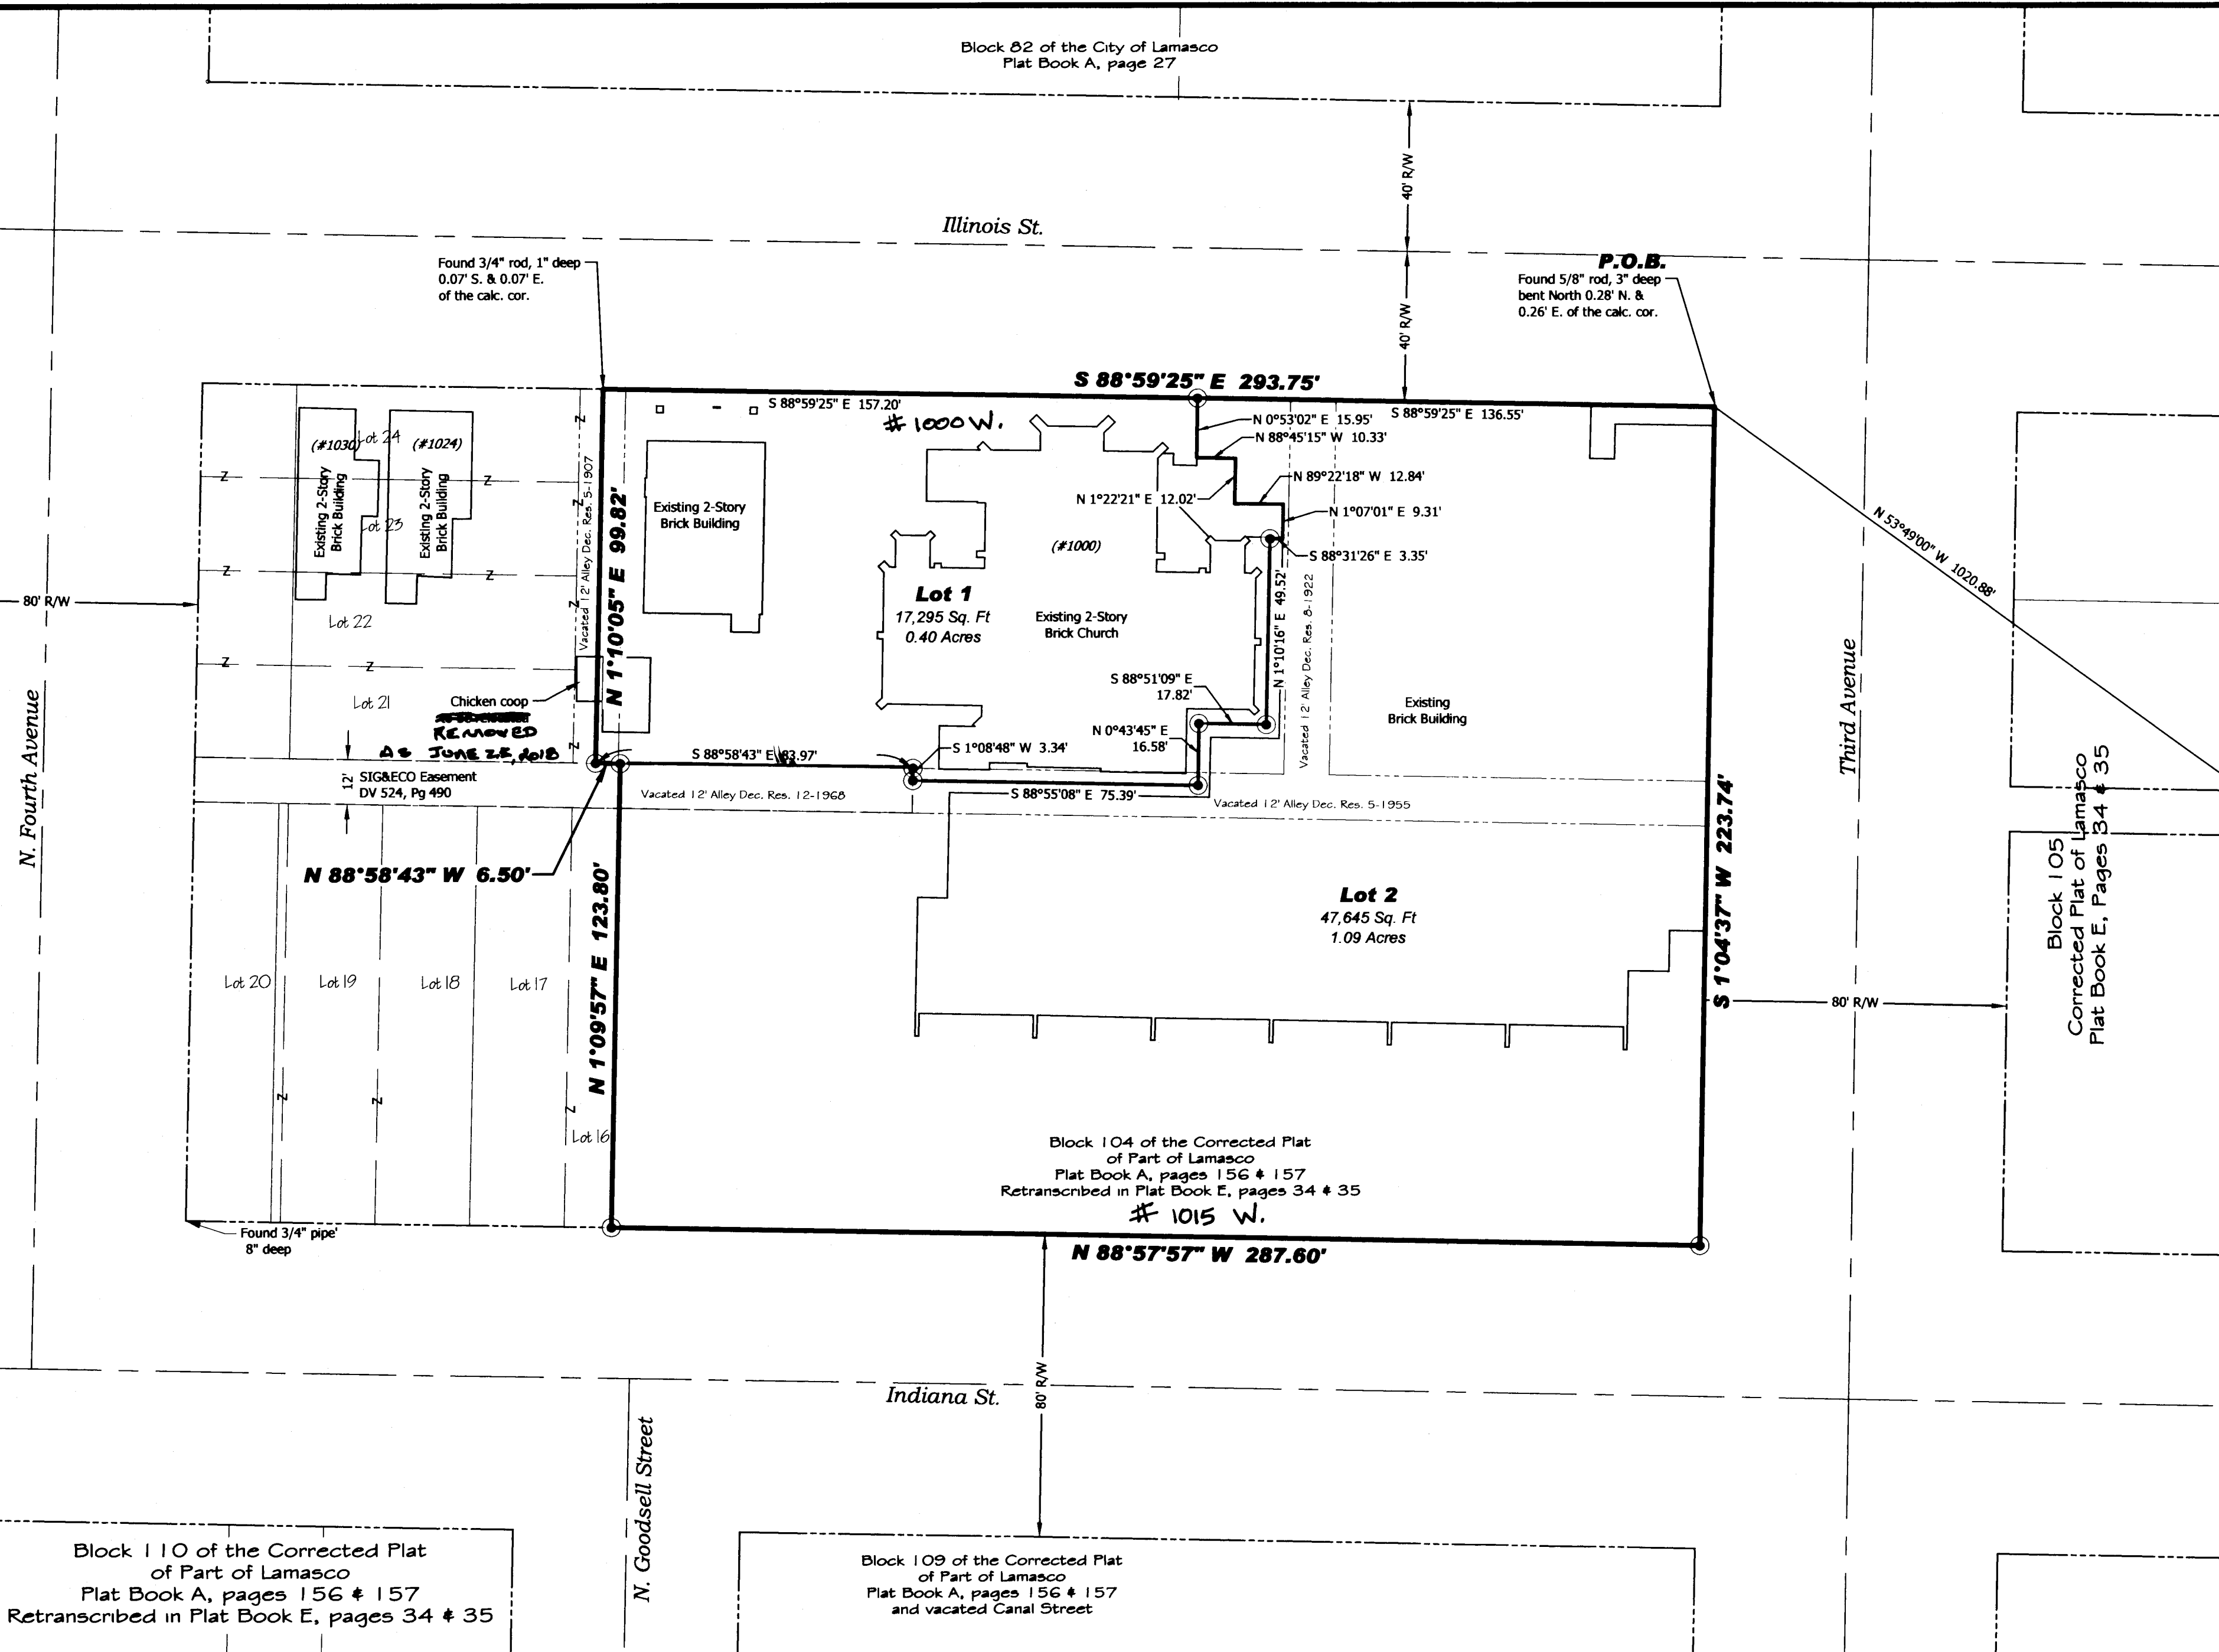 Block 82 of the City of Lamasco
Plat Book A, page 27
40' R/W
Illinois St.
Found 3/4" rod, 1" deep
0.07' S. & 0.07' E.
of the calc. cor.
P.O.B.
Found 5/8" rod, 3" deep
bent North 0.28' N. &
0.26' E. of the calc. cor.
40' R/W
S 88°59'25" E 293.75'
S 88°59'25" E 157.20'
# 1000 W.
S 88°59'25" E 136.55'
N 0°53'02" E 15.95'
N 88°45'15" W 10.33'
N 89°22'18" W 12.84'
N 1°22'21" E 12.02'
N 1°07'01" E 9.31'
S 88°31'26" E 3.35'
N 1°10'16" E 49.52'
Vacated 12' Alley Dec. Res. 8-1922
N 53°49'00" W 1020.88'
(#1030)
Lot 24
(#1024)
Existing 2-Story
Brick Building
Lot 23
Existing 2-Story
Brick Building
Vacated 12' Alley Dec. Res. 5-1907
N 1°10'05" E 99.82'
Existing 2-Story
Brick Building
(#1000)
Lot 1
17,295 Sq. Ft
0.40 Acres
Existing 2-Story
Brick Church
80' R/W
Lot 22
Lot 21
Chicken coop
REMOVED
AS JUNE 25, 2018
S 88°51'09" E
17.82'
N 0°43'45" E
16.58'
Existing
Brick Building
Third Avenue
N. Fourth Avenue
S 88°58'43" E 83.97'
S 1°08'48" W 3.34'
12'
SIG&ECO Easement
DV 524, Pg 490
Vacated 12' Alley Dec. Res. 12-1968
S 88°55'08" E 75.39'
Vacated 12' Alley Dec. Res. 5-1955
N 88°58'43" W 6.50'
N 1°09'57" E 123.80'
Lot 2
47,645 Sq. Ft
1.09 Acres
S 1°04'37" W 223.74'
Block 105
Corrected Plat of Lamasco
Plat Book E, Pages 34 & 35
80' R/W
Lot 20
Lot 19
Lot 18
Lot 17
Lot 16
Block 104 of the Corrected Plat
of Part of Lamasco
Plat Book A, pages 156 & 157
Retranscribed in Plat Book E, pages 34 & 35
# 1015 W.
N 88°57'57" W 287.60'
Found 3/4" pipe'
8" deep
80' R/W
Indiana St.
N. Goodsell Street
Block 110 of the Corrected Plat
of Part of Lamasco
Plat Book A, pages 156 & 157
Retranscribed in Plat Book E, pages 34 & 35
Block 109 of the Corrected Plat
of Part of Lamasco
Plat Book A, pages 156 & 157
and vacated Canal Street